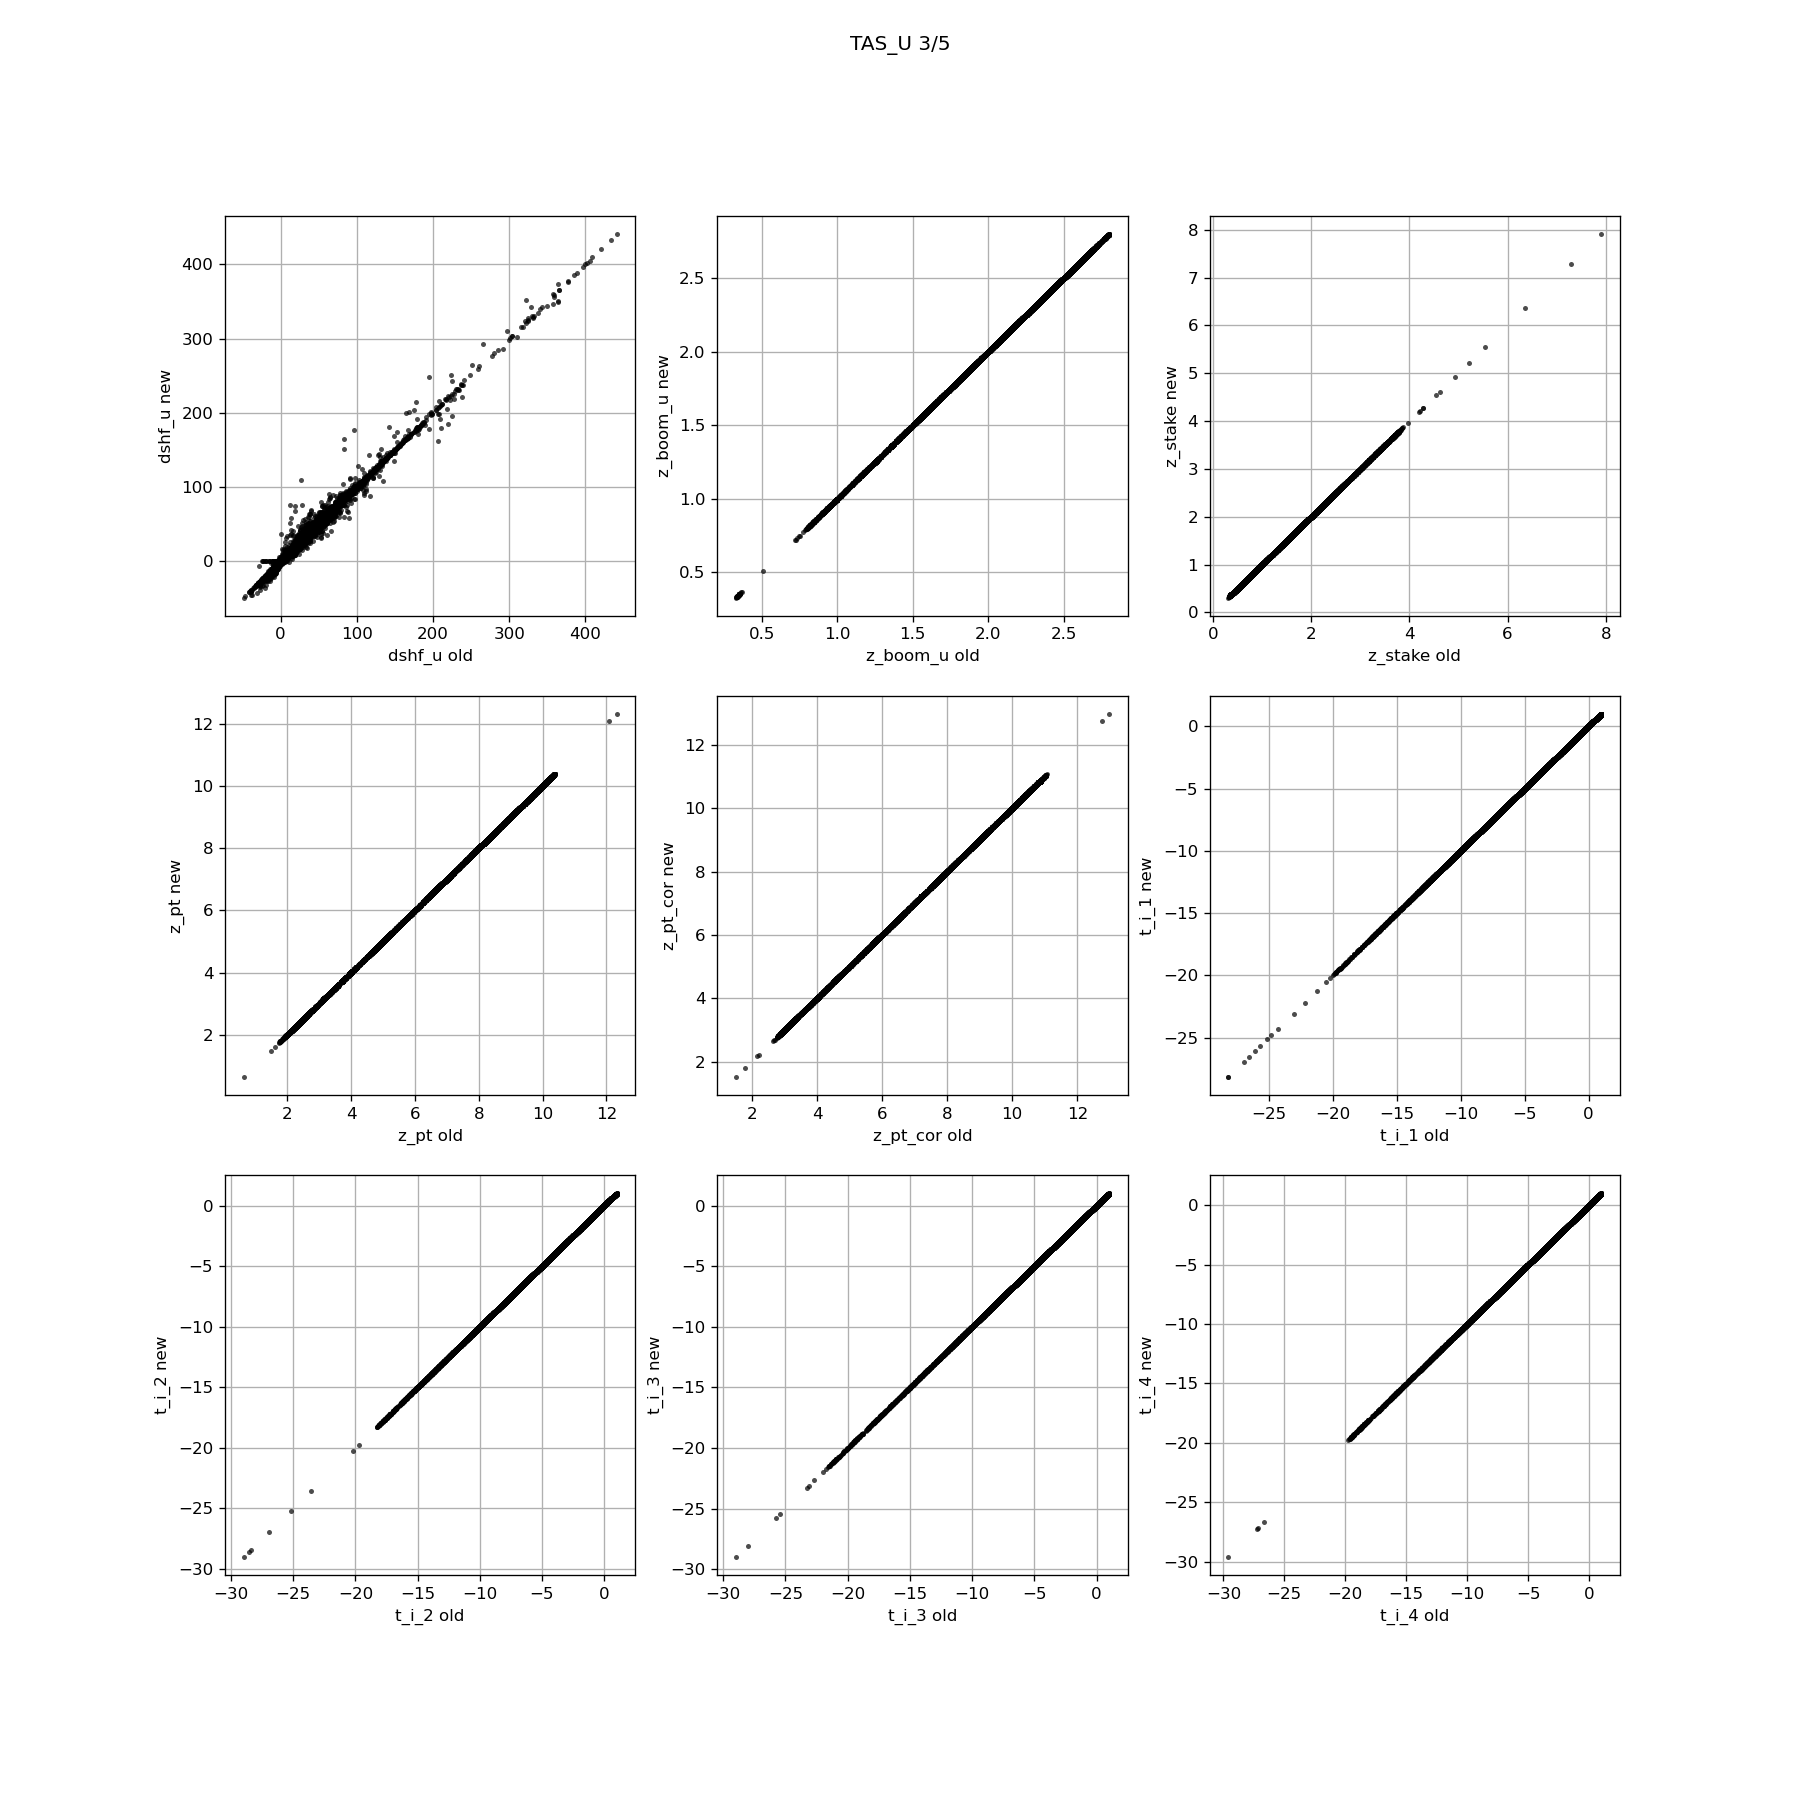 TAS_U 3/5
400
300
200
100
0
dshf_u new
0 100 200 300 400
dshf_u old
2.5
2.0
1.5
1.0
0.5
z_boom_u new
0.5 1.0 1.5 2.0 2.5
z_boom_u old
8
7
6
5
4
3
2
1
0
z_stake new
0 2 4 6 8
z_stake old
12
10
8
6
4
2
z_pt new
2 4 6 8 10 12
z_pt old
12
10
8
6
4
2
z_pt_cor new
2 4 6 8 10 12
z_pt_cor old
0
−5
−10
−15
−20
−25
t_i_1 new
−25 −20 −15 −10 −5 0
t_i_1 old
0
−5
−10
−15
−20
−25
−30
t_i_2 new
−30 −25 −20 −15 −10 −5 0
t_i_2 old
0
−5
−10
−15
−20
−25
−30
t_i_3 new
−30 −25 −20 −15 −10 −5 0
t_i_3 old
0
−5
−10
−15
−20
−25
−30
t_i_4 new
−30 −25 −20 −15 −10 −5 0
t_i_4 old